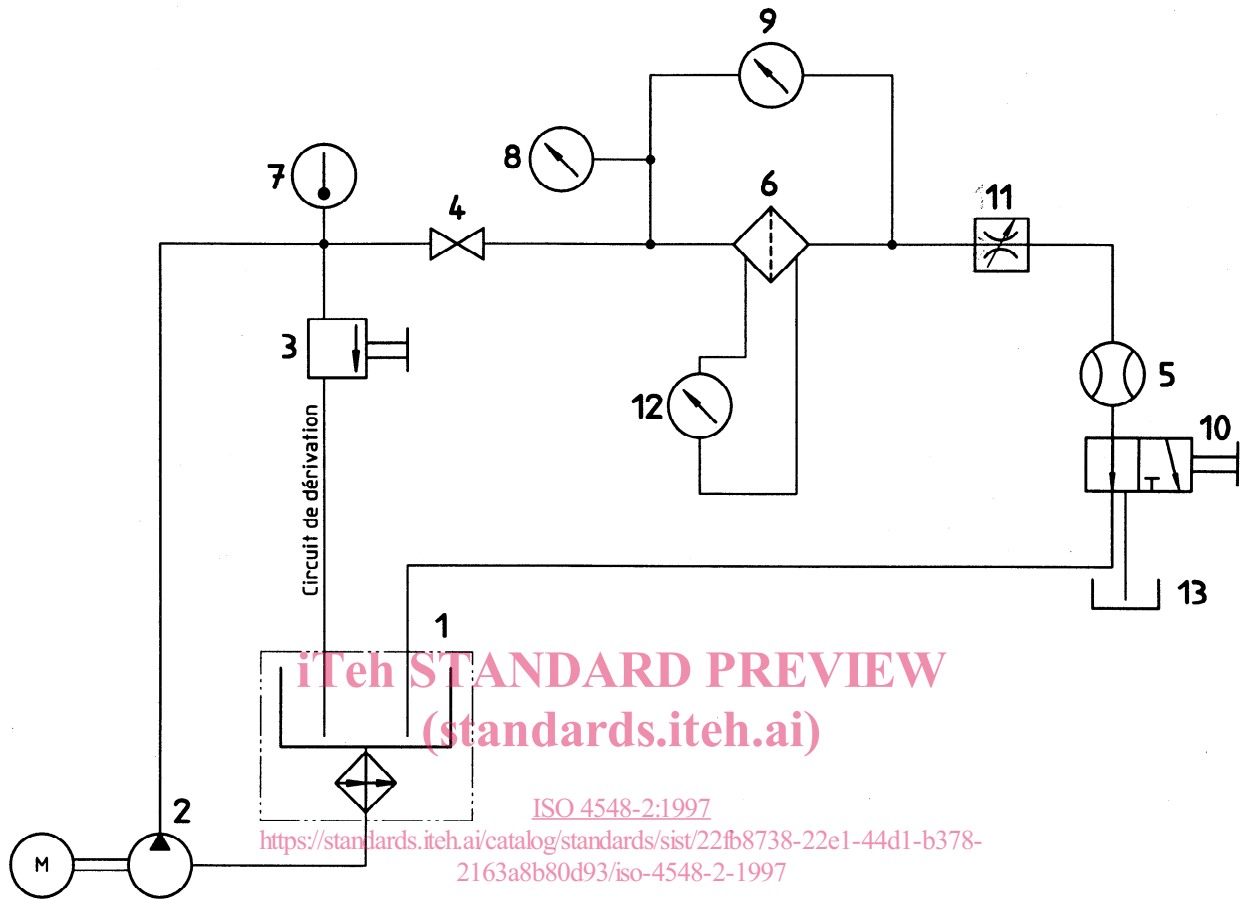 9
8
7
4
6
11
3
5
12
10
Circuit de dérivation
13
1
iTeh STANDARD PREVIEW
(standards.iteh.ai)
2
ISO 4548-2:1997
https://standards.iteh.ai/catalog/standards/sist/22fb8738-22e1-44d1-b378-
2163a8b80d93/iso-4548-2-1997
M